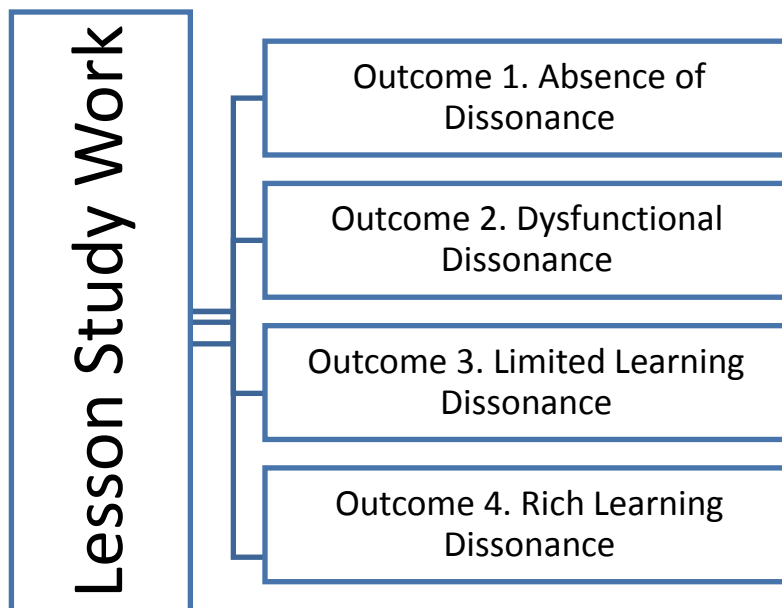 Lesson Study Work
Outcome 1. Absence of
Dissonance
Outcome 2. Dysfunctional
Dissonance
Outcome 3. Limited Learning
Dissonance
Outcome 4. Rich Learning
Dissonance